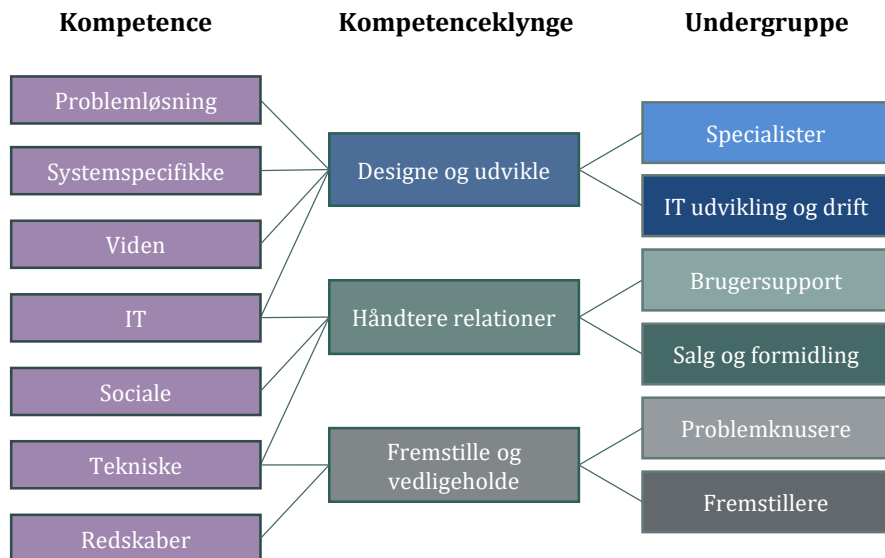 Kompetence
Kompetenceklynge
Undergruppe
Problemløsning
Systemspecifikke
Viden
IT
Sociale
Tekniske
Redskaber
Designe og udvikle
Håndtere relationer
Fremstille og
vedligeholde
Specialister
IT udvikling og drift
Brugersupport
Salg og formidling
Problemknusere
Fremstillere